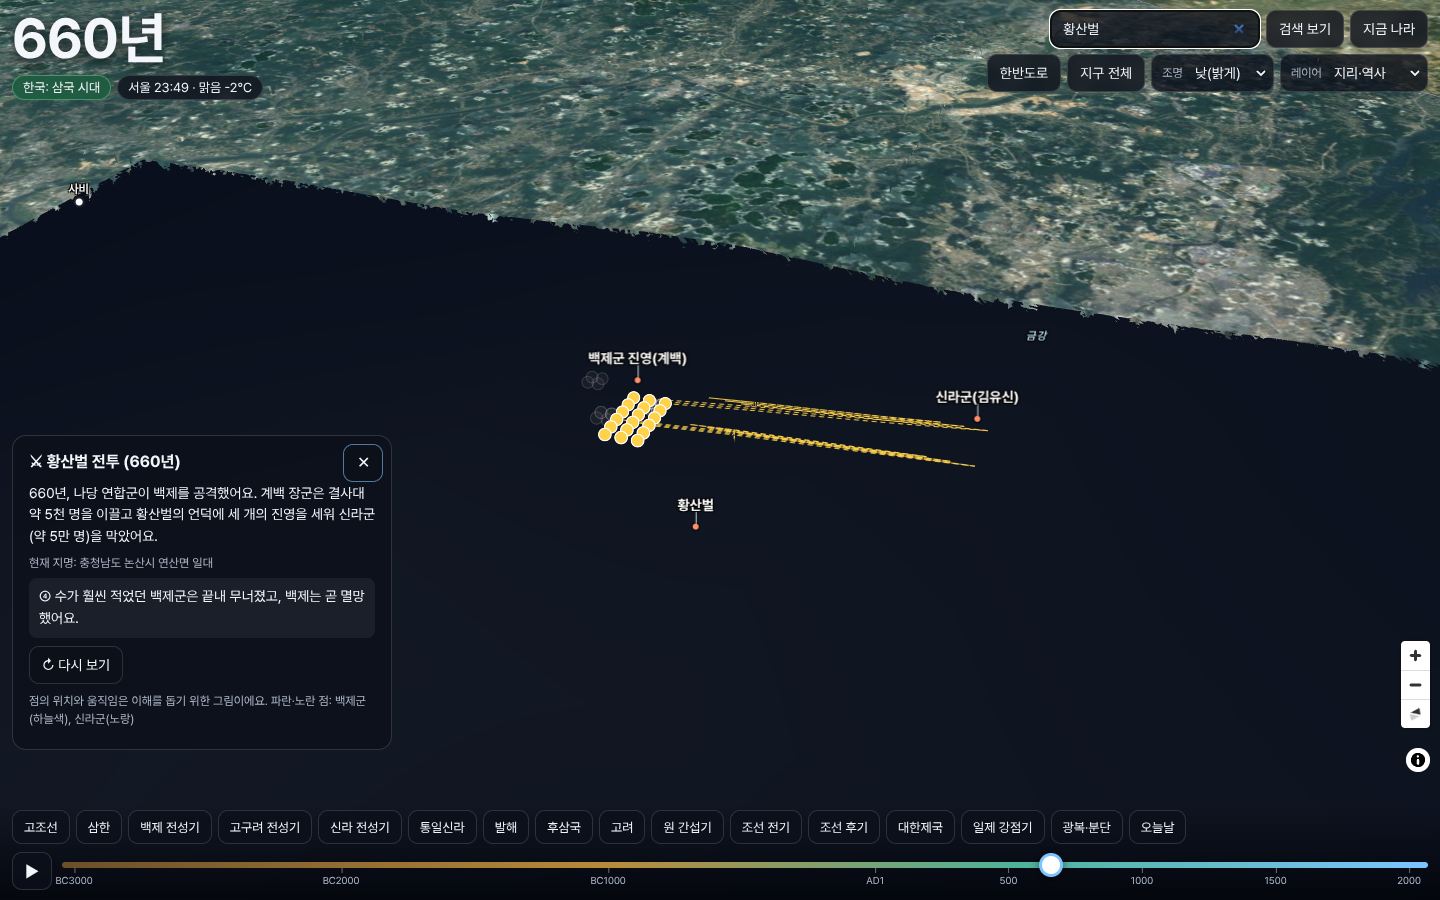 660년
한국: 삼국 시대
서울 23:49 · 맑음 -2°C
황산벌 ✕
검색 보기
지금 나라
한반도로
지구 전체
조명 낮(밝게)
레이어 지리·역사
사비
금강
백제군 진영(계백)
신라군(김유신)
황산벌
⚔ 황산벌 전투 (660년)
✕
660년, 나당 연합군이 백제를 공격했어요. 계백 장군은 결사대
약 5천 명을 이끌고 황산벌의 언덕에 세 개의 진영을 세워 신라군
(약 5만 명)을 막았어요.
현재 지명: 충청남도 논산시 연산면 일대
④ 수가 훨씬 적었던 백제군은 끝내 무너졌고, 백제는 곧 멸망
했어요.
↻ 다시 보기
점의 위치와 움직임은 이해를 돕기 위한 그림이에요. 파란·노란 점: 백제군
(하늘색), 신라군(노랑)
고조선
삼한
백제 전성기
고구려 전성기
신라 전성기
통일신라
발해
후삼국
고려
원 간섭기
조선 전기
조선 후기
대한제국
일제 강점기
광복·분단
오늘날
BC3000
BC2000
BC1000
AD1
500
1000
1500
2000